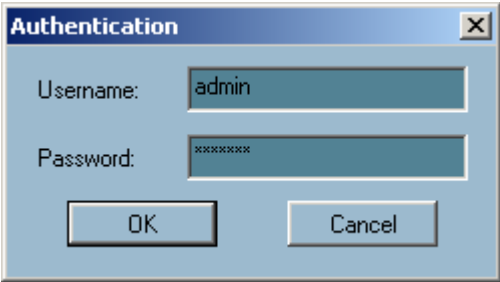 Authentication
Username: admin
Password: *******
OK Cancel